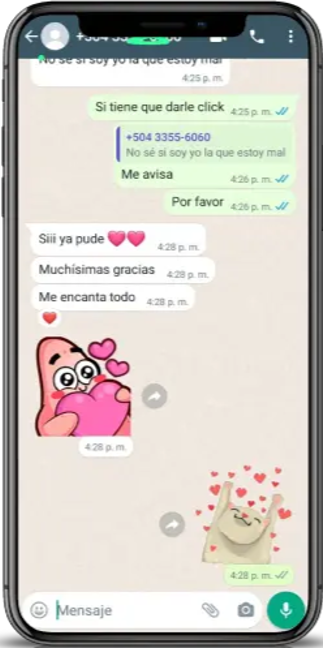 No sé si soy yo la que estoy mal
4:25 p. m.
Si tiene que darle click 4:25 p. m.
+504 3355-6060
No sé si soy yo la que estoy mal
Me avisa 4:26 p. m.
Por favor 4:26 p. m.
Siii ya pude 4:28 p. m.
Muchísimas gracias 4:28 p. m.
Me encanta todo 4:28 p. m.
4:28 p. m.
4:28 p. m.
Mensaje